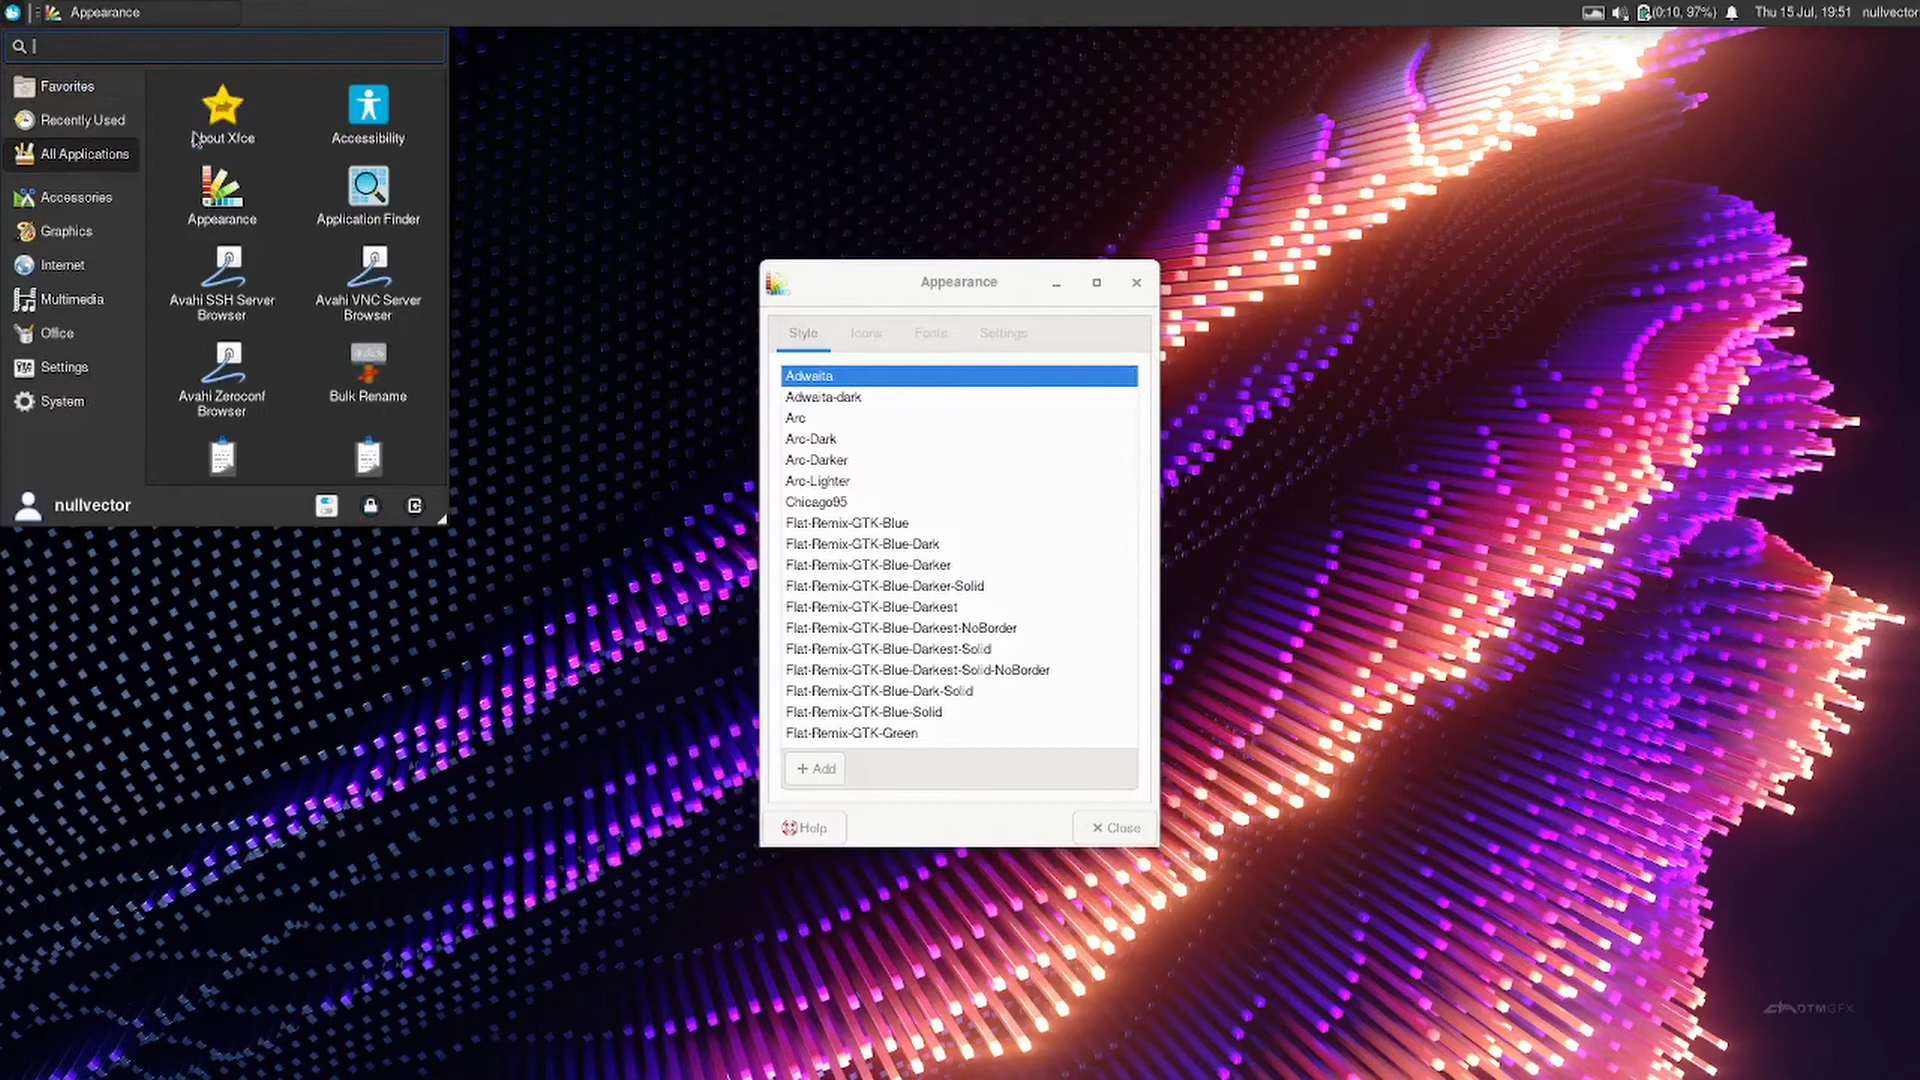 Appearance
(0:10, 97%)
Thu 15 Jul, 19:51
nullvector
Favorites
Recently Used
All Applications
Accessories
Graphics
Internet
Multimedia
Office
Settings
System
About Xfce
Accessibility
Appearance
Application Finder
Avahi SSH Server
Browser
Avahi VNC Server
Browser
Avahi Zeroconf
Browser
Bulk Rename
nullvector
Appearance
Style
Icons
Fonts
Settings
Adwaita
Adwaita-dark
Arc
Arc-Dark
Arc-Darker
Arc-Lighter
Chicago95
Flat-Remix-GTK-Blue
Flat-Remix-GTK-Blue-Dark
Flat-Remix-GTK-Blue-Darker
Flat-Remix-GTK-Blue-Darker-Solid
Flat-Remix-GTK-Blue-Darkest
Flat-Remix-GTK-Blue-Darkest-NoBorder
Flat-Remix-GTK-Blue-Darkest-Solid
Flat-Remix-GTK-Blue-Darkest-Solid-NoBorder
Flat-Remix-GTK-Blue-Dark-Solid
Flat-Remix-GTK-Blue-Solid
Flat-Remix-GTK-Green
+ Add
Help
Close
DTMGFX